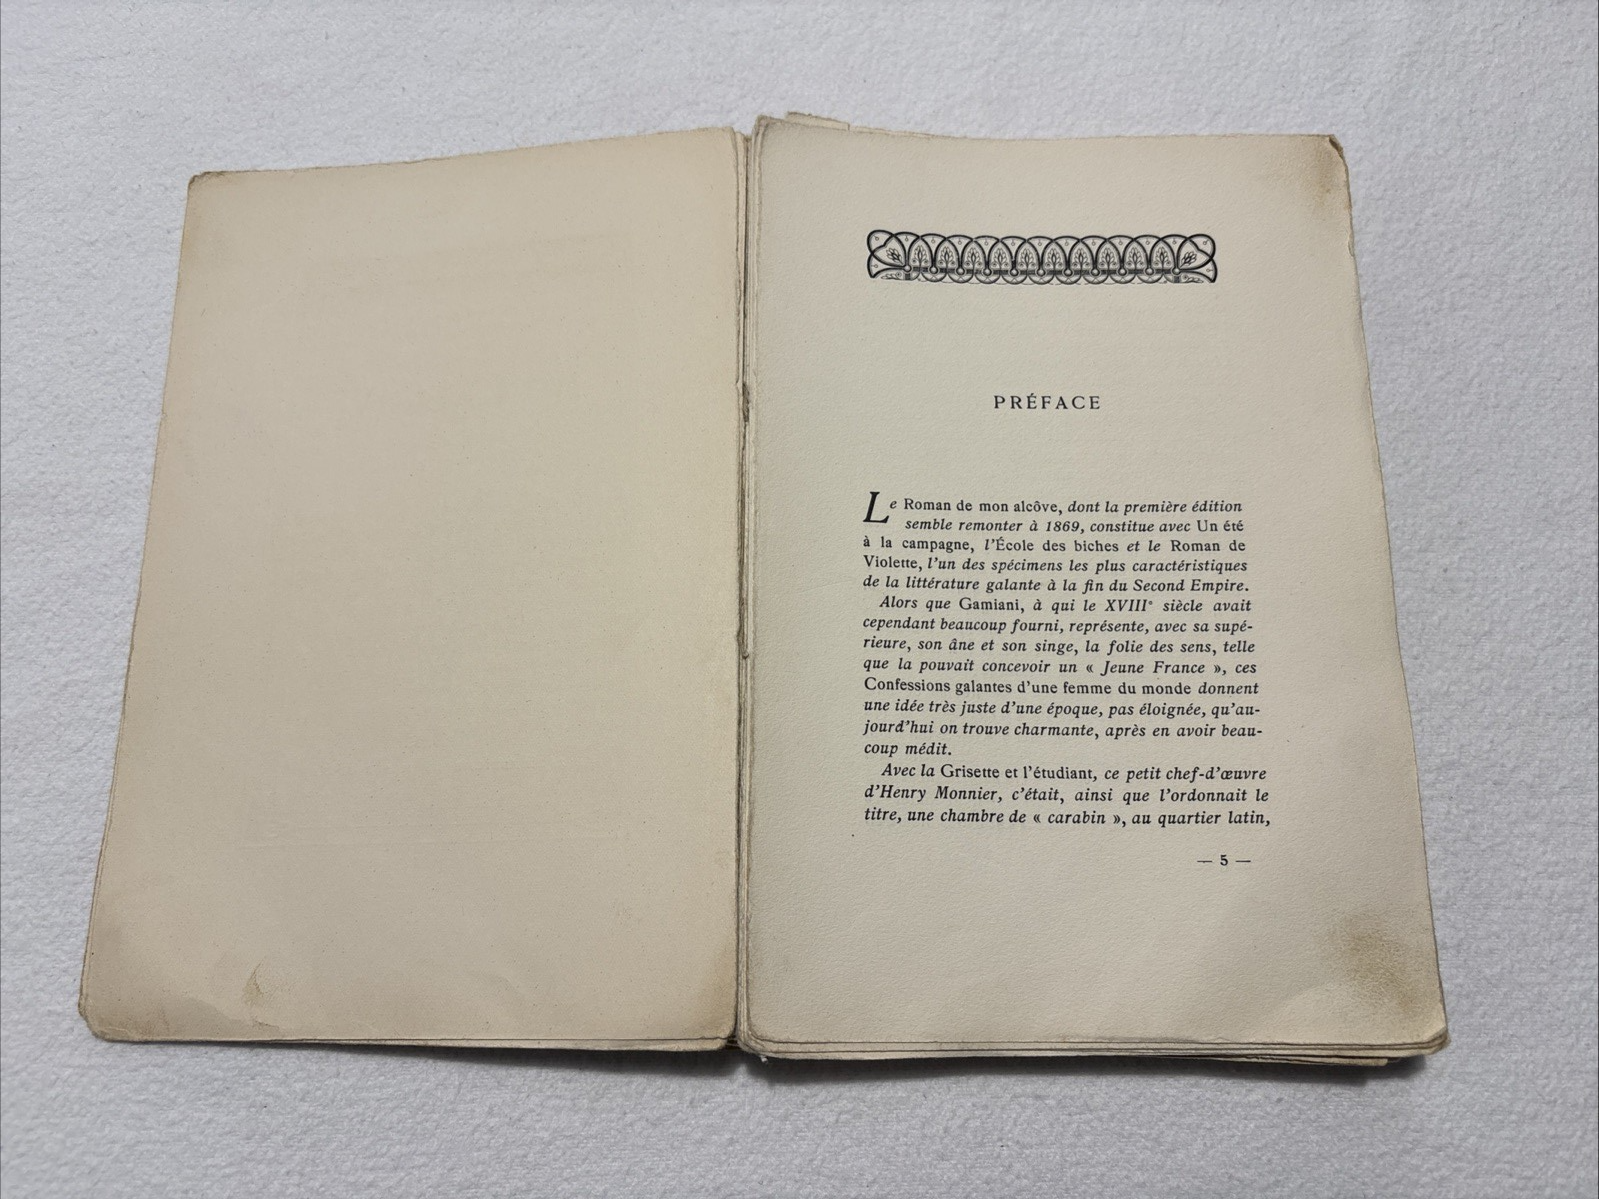 PRÉFACE
Le Roman de mon alcôve, dont la première édition
semble remonter à 1869, constitue avec Un été
à la campagne, l'École des biches et le Roman de
Violette, l'un des spécimens les plus caractéristiques
de la littérature galante à la fin du Second Empire.
Alors que Gamiani, à qui le XVIIIe siècle avait
cependant beaucoup fourni, représente, avec sa supé-
rieure, son âne et son singe, la folie des sens, telle
que la pouvait concevoir un « Jeune France », ces
Confessions galantes d'une femme du monde donnent
une idée très juste d'une époque, pas éloignée, qu'au-
jourd'hui on trouve charmante, après en avoir beau-
coup médit.
Avec la Grisette et l'étudiant, ce petit chef-d'œuvre
d'Henry Monnier, c'était, ainsi que l'ordonnait le
titre, une chambre de « carabin », au quartier latin,
— 5 —